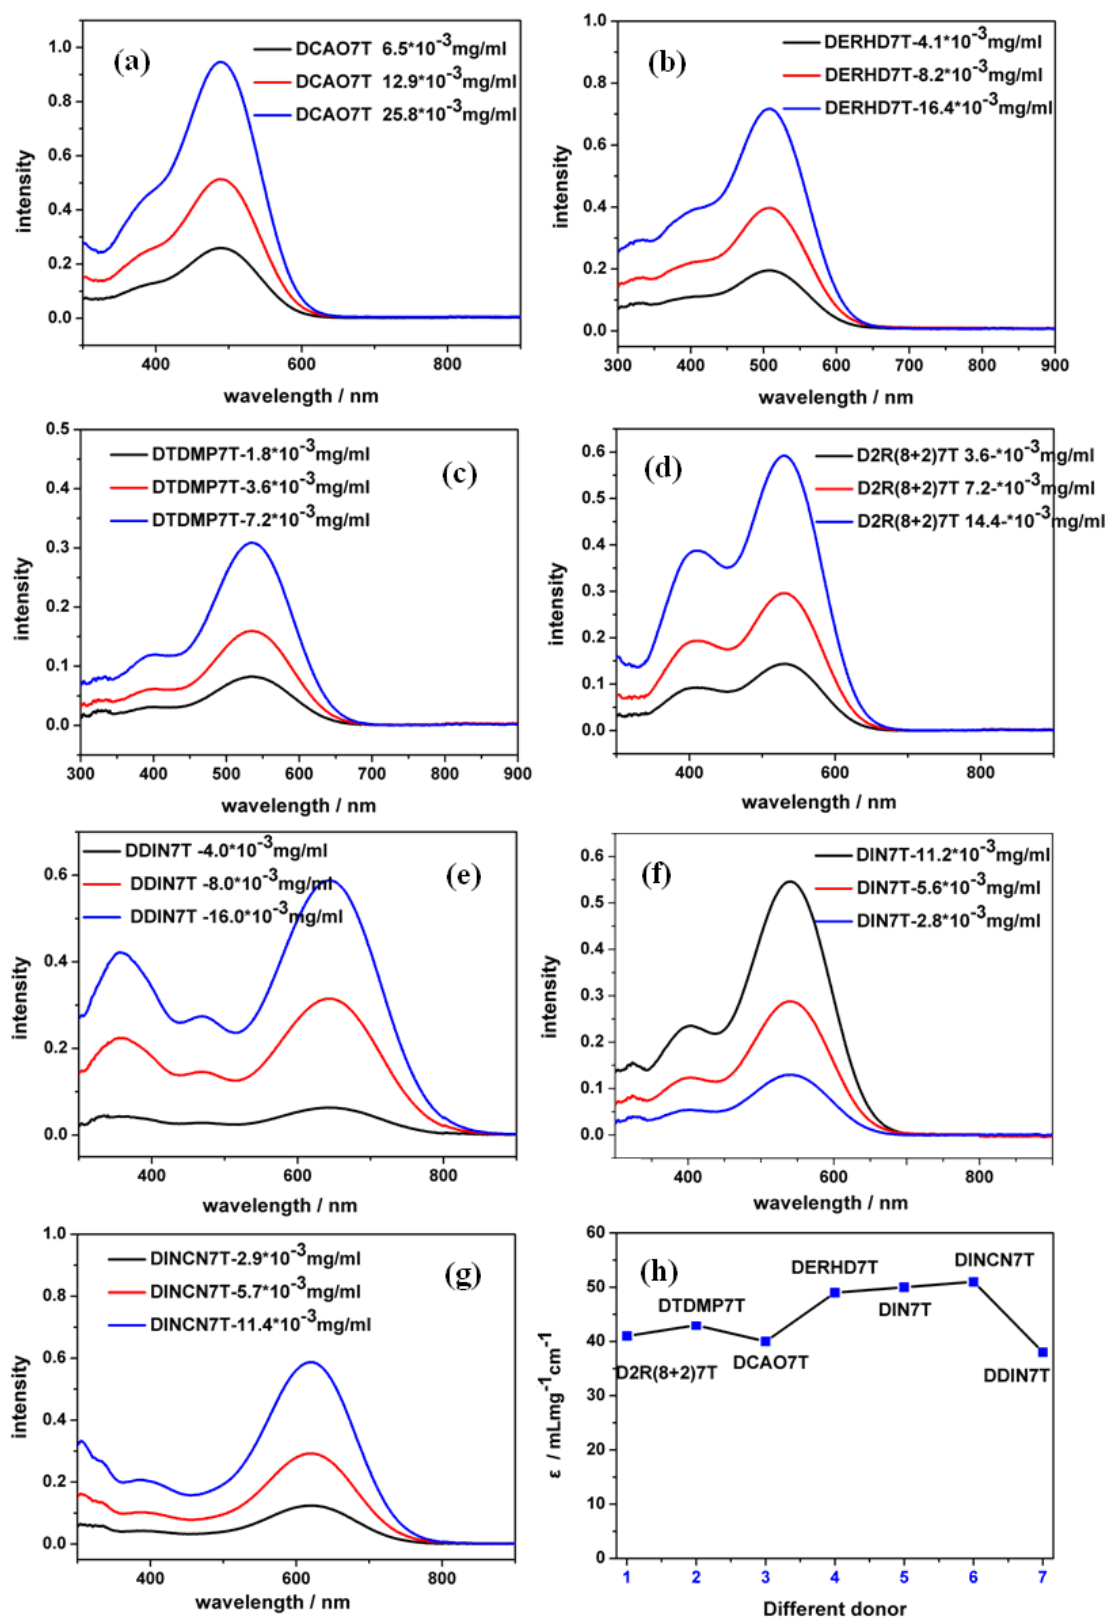 (a)
DCAO7T 6.5*10-3mg/ml
DCAO7T 12.9*10-3mg/ml
DCAO7T 25.8*10-3mg/ml
1.0
0.8
0.6
0.4
0.2
0.0
intensity
400 600 800
wavelength / nm
(b)
DERHD7T-4.1*10-3mg/ml
DERHD7T-8.2*10-3mg/ml
DERHD7T-16.4*10-3mg/ml
1.0
0.8
0.6
0.4
0.2
0.0
intensity
300 400 500 600 700 800 900
wavelength / nm
(c)
DTDMP7T-1.8*10-3mg/ml
DTDMP7T-3.6*10-3mg/ml
DTDMP7T-7.2*10-3mg/ml
0.5
0.4
0.3
0.2
0.1
0.0
intensity
300 400 500 600 700 800 900
wavelength / nm
(d)
D2R(8+2)7T 3.6-*10-3mg/ml
D2R(8+2)7T 7.2-*10-3mg/ml
D2R(8+2)7T 14.4-*10-3mg/ml
0.6
0.5
0.4
0.3
0.2
0.1
0.0
intensity
400 600 800
wavelength / nm
(e)
DDIN7T -4.0*10-3mg/ml
DDIN7T -8.0*10-3mg/ml
DDIN7T -16.0*10-3mg/ml
0.6
0.4
0.2
0.0
intensity
400 600 800
wavelength / nm
(f)
DIN7T-11.2*10-3mg/ml
DIN7T-5.6*10-3mg/ml
DIN7T-2.8*10-3mg/ml
0.6
0.5
0.4
0.3
0.2
0.1
0.0
intensity
400 600 800
wavelength / nm
(g)
DINCN7T-2.9*10-3mg/ml
DINCN7T-5.7*10-3mg/ml
DINCN7T-11.4*10-3mg/ml
1.0
0.8
0.6
0.4
0.2
0.0
intensity
400 600 800
wavelength / nm
(h)
60
50
40
30
20
10
0
ε / mLmg-1cm-1
D2R(8+2)7T
DTDMP7T
DCAO7T
DERHD7T
DIN7T
DINCN7T
DDIN7T
1 2 3 4 5 6 7
Different donor